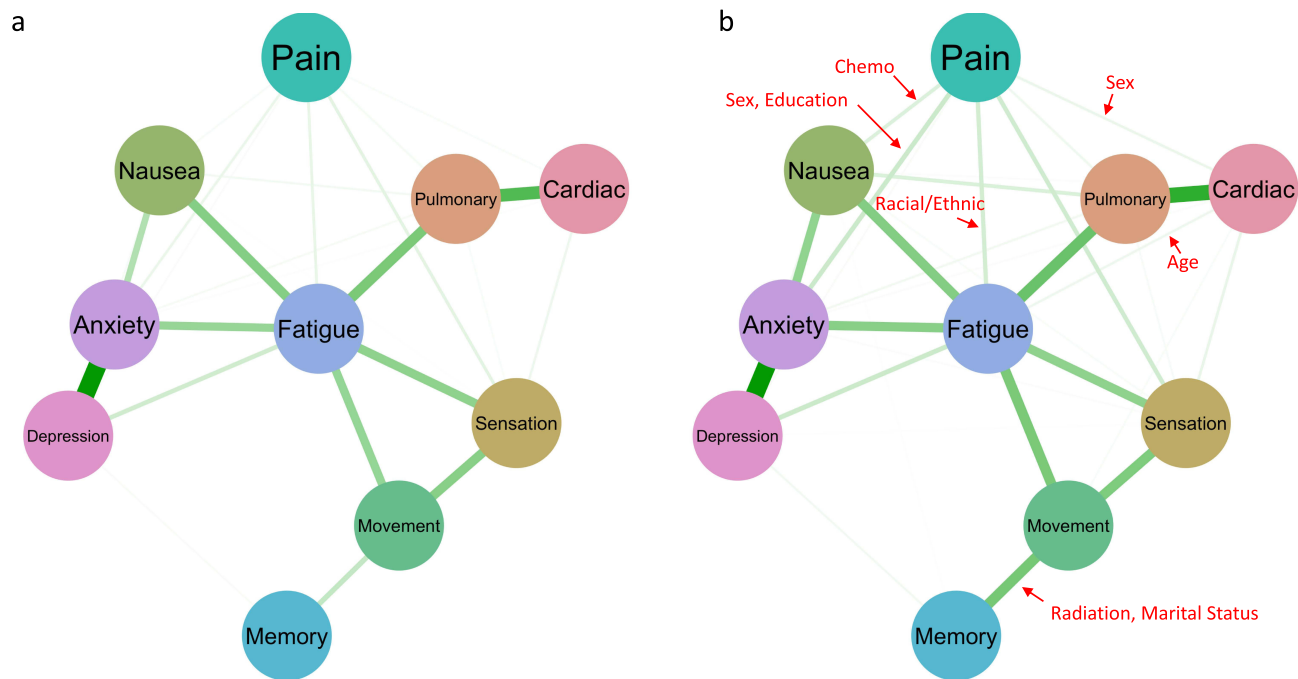 a
Pain
Nausea
Pulmonary
Cardiac
Anxiety
Fatigue
Depression
Sensation
Movement
Memory
b
Pain
Chemo
Sex
Sex, Education
Nausea
Pulmonary
Cardiac
Racial/Ethnic
Age
Anxiety
Fatigue
Depression
Sensation
Movement
Radiation, Marital Status
Memory